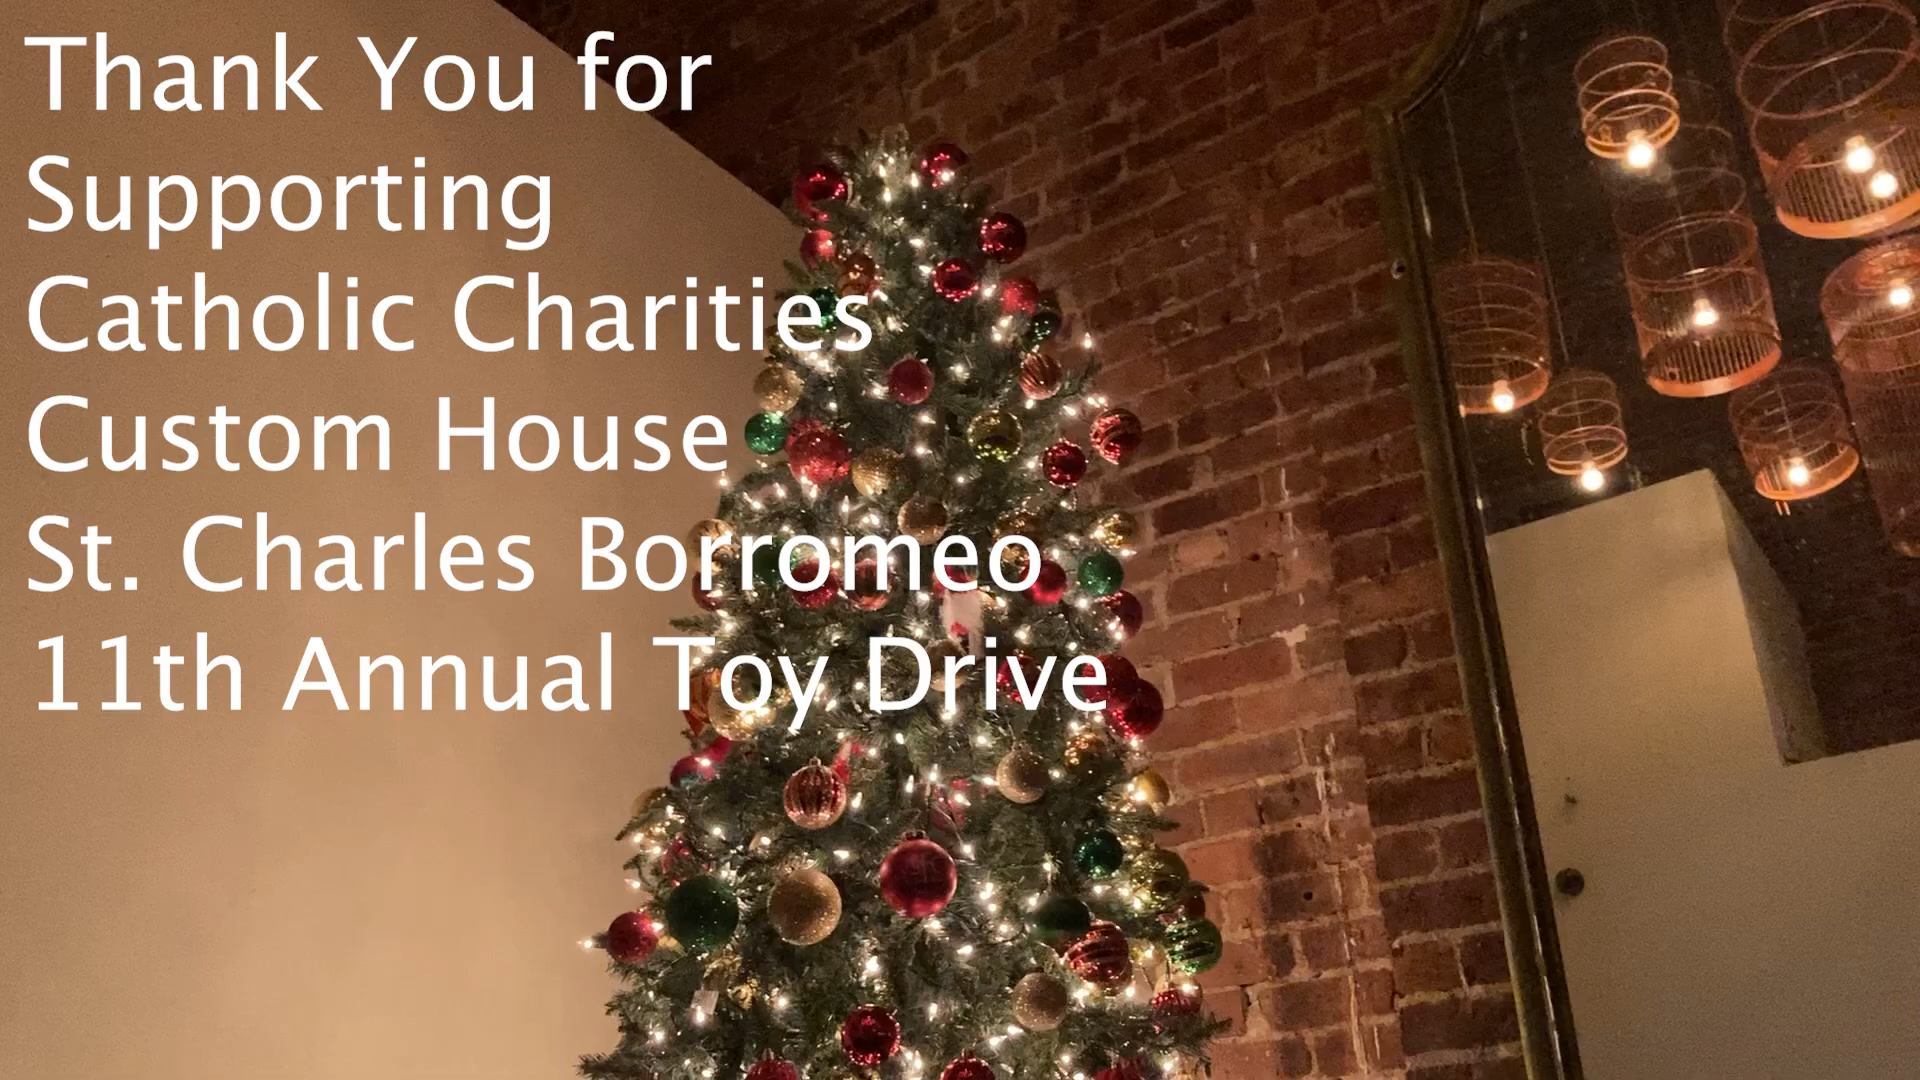 Thank You for
Supporting
Catholic Charities
Custom House
St. Charles Borromeo
11th Annual Toy Drive